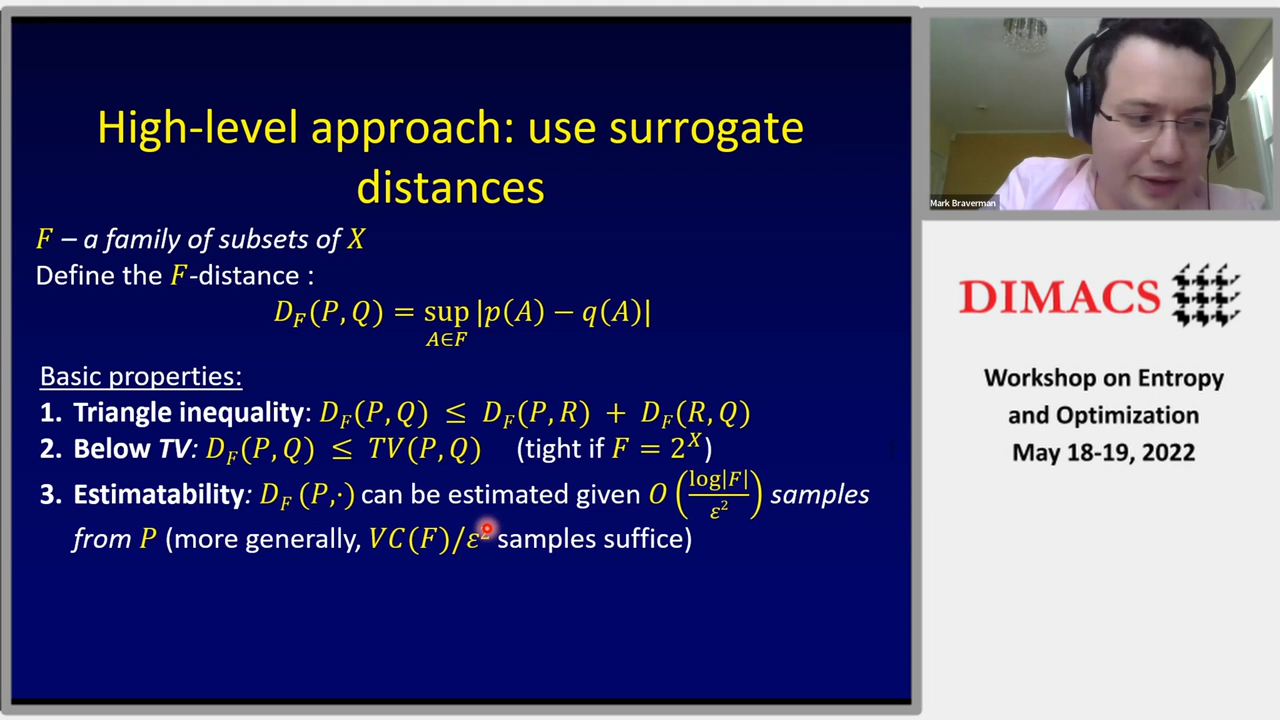 High-level approach: use surrogate
distances
F – a family of subsets of X
Define the F-distance :
D_F(P, Q) = sup_{A∈F} |p(A) − q(A)|
Basic properties:
1. Triangle inequality: D_F(P, Q) ≤ D_F(P, R) + D_F(R, Q)
2. Below TV: D_F(P, Q) ≤ TV(P, Q) (tight if F = 2^X)
3. Estimatability: D_F (P,·) can be estimated given O(log|F|/ε²) samples
from P (more generally, VC(F)/ε² samples suffice)
Mark Braverman
DIMACS
Workshop on Entropy
and Optimization
May 18-19, 2022